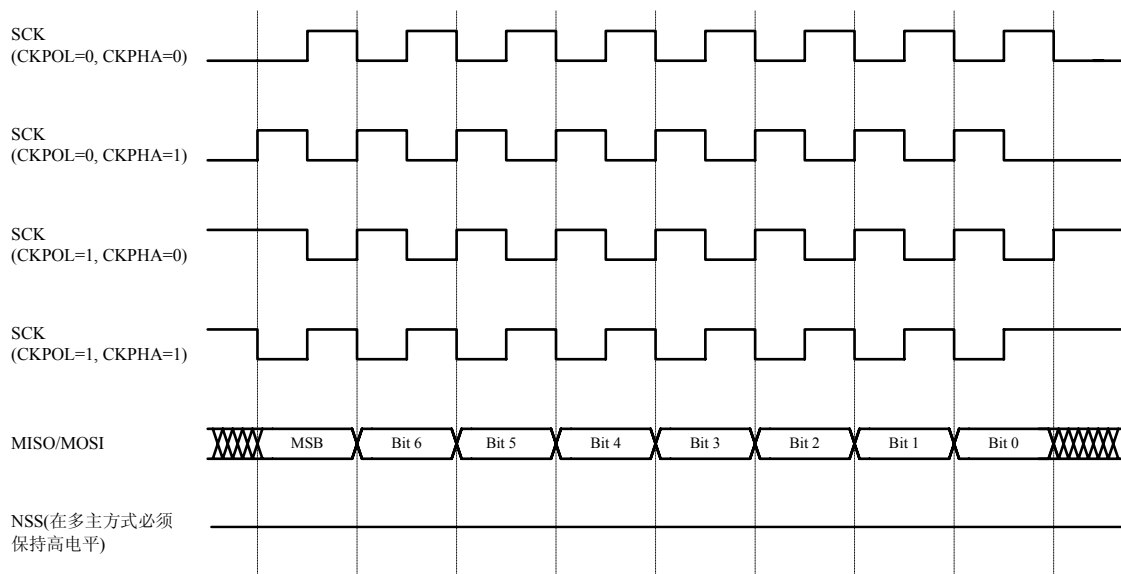 SCK
(CKPOL=0, CKPHA=0)
SCK
(CKPOL=0, CKPHA=1)
SCK
(CKPOL=1, CKPHA=0)
SCK
(CKPOL=1, CKPHA=1)
MISO/MOSI
MSB
Bit 6
Bit 5
Bit 4
Bit 3
Bit 2
Bit 1
Bit 0
NSS(在多主方式必须
保持高电平)